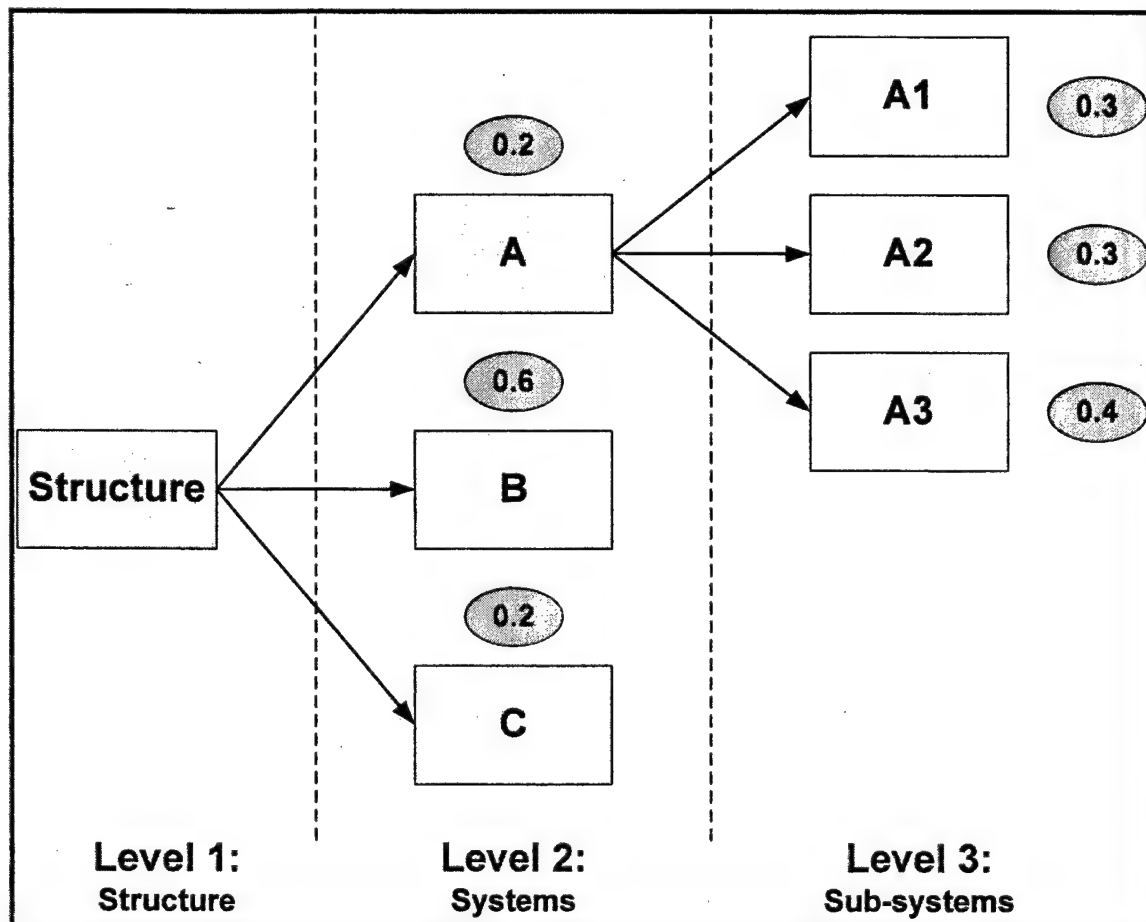 A1
0.3
0.2
A
A2
0.3
0.6
A3
0.4
Structure
B
0.2
C
Level 1:
Structure
Level 2:
Systems
Level 3:
Sub-systems